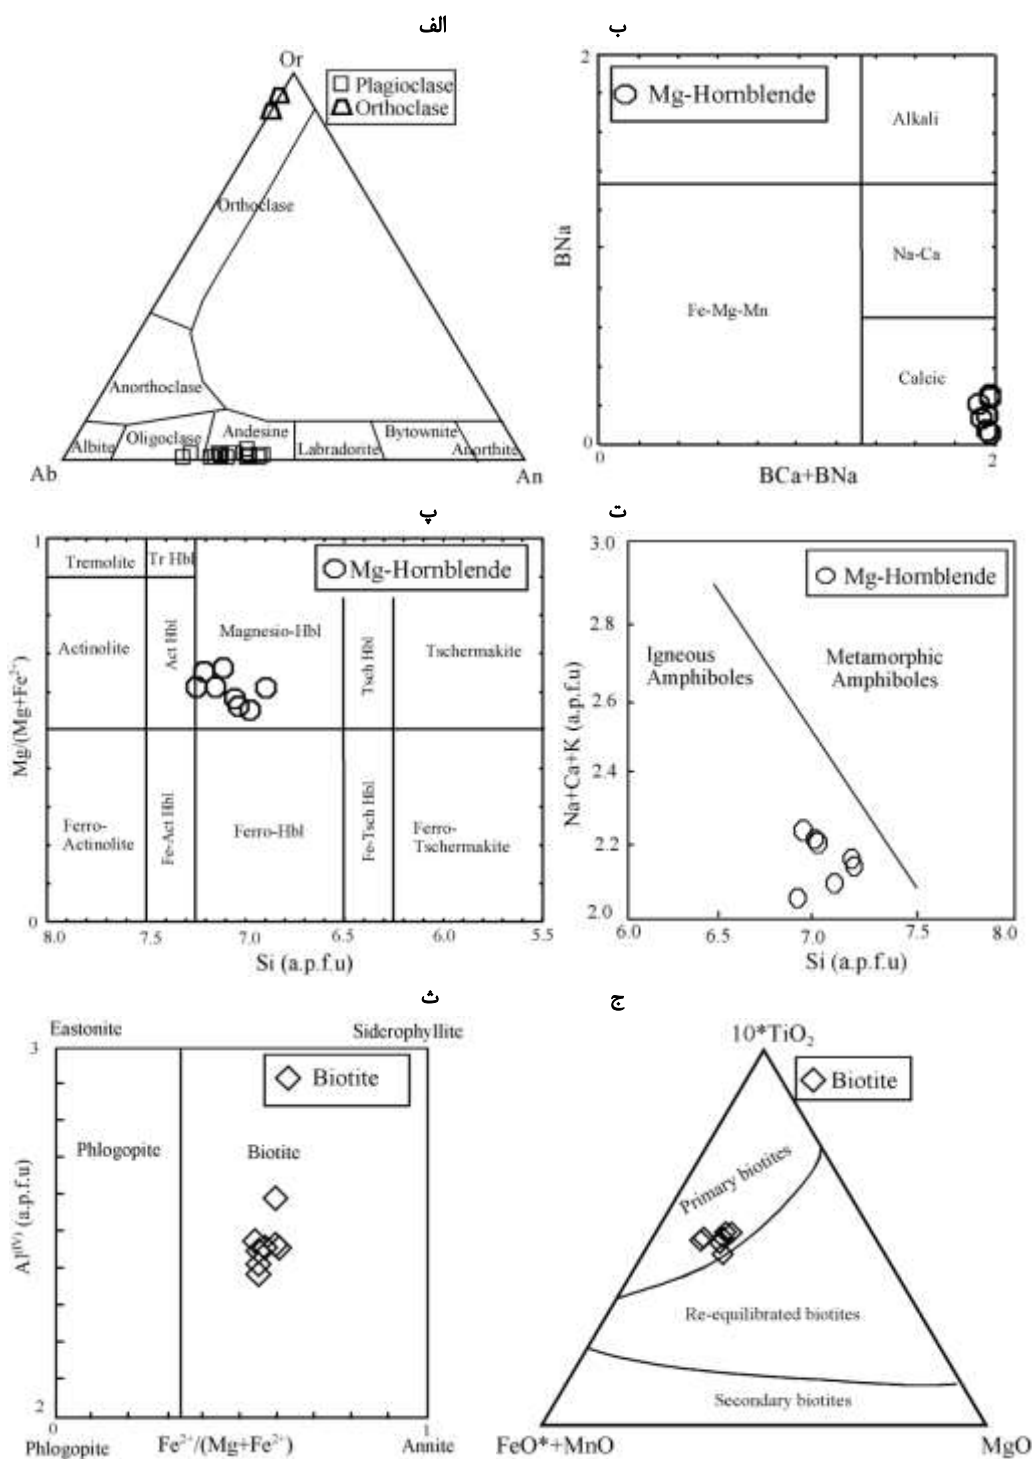 الف
Or
Plagioclase
Orthoclase
Orthoclase
Anorthoclase
Albite
Oligoclase
Andesine
Labradorite
Bytownite
Anorthite
Ab
An
ب
2
Mg-Hornblende
Alkali
BNa
Na-Ca
Fe-Mg-Mn
Calcic
0
0
2
BCa+BNa
پ
1
Tremolite
Tr Hbl
Mg-Hornblende
Actinolite
Act Hbl
Magnesio-Hbl
Tsch Hbl
Tschermakite
Mg/(Mg+Fe²⁺)
Ferro-
Actinolite
Fe-Act Hbl
Ferro-Hbl
Fe-Tsch Hbl
Ferro-
Tschermakite
0
8.0
7.5
7.0
6.5
6.0
5.5
Si (a.p.f.u)
ت
3.0
Mg-Hornblende
2.8
Igneous
Amphiboles
Metamorphic
Amphiboles
2.6
Na+Ca+K (a.p.f.u)
2.4
2.2
2.0
6.0
6.5
7.0
7.5
8.0
Si (a.p.f.u)
ث
Eastonite
Siderophyllite
3
Biotite
Phlogopite
Biotite
Al⁽ᴵⱽ⁾ (a.p.f.u)
2
0
1
Phlogopite
Fe²⁺/(Mg+Fe²⁺)
Annite
ج
10*TiO₂
Biotite
Primary biotites
Re-equilibrated biotites
Secondary biotites
FeO*+MnO
MgO